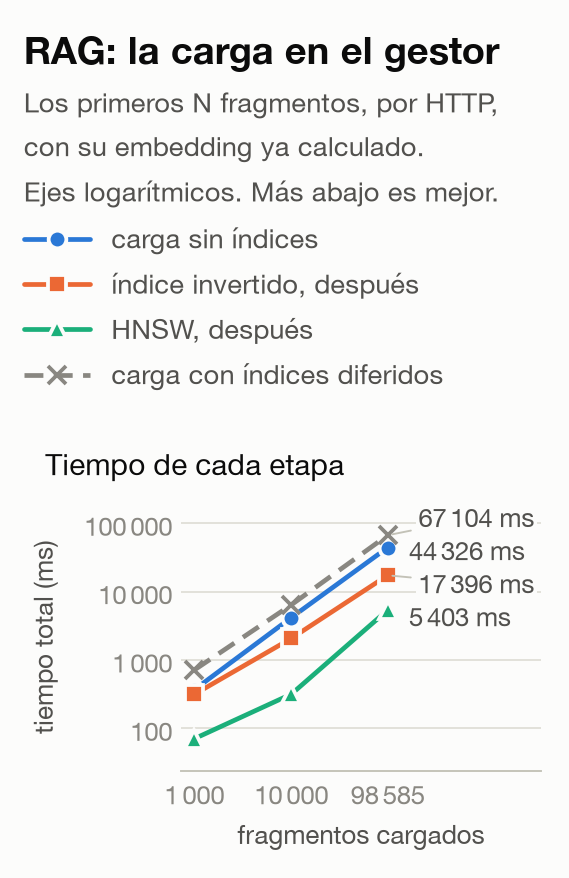 RAG: la carga en el gestor
Los primeros N fragmentos, por HTTP,
con su embedding ya calculado.
Ejes logarítmicos. Más abajo es mejor.
carga sin índices
índice invertido, después
HNSW, después
carga con índices diferidos
Tiempo de cada etapa
tiempo total (ms)
100 000
10 000
1 000
100
67 104 ms
44 326 ms
17 396 ms
5 403 ms
1 000 10 000 98 585
fragmentos cargados